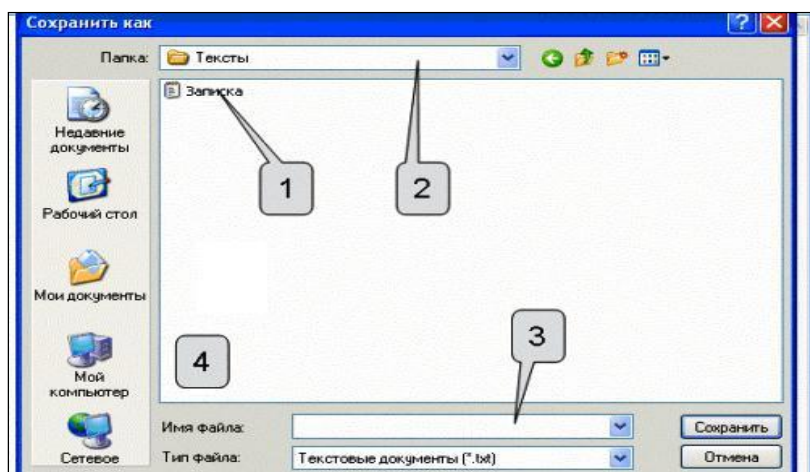 Сохранить как
Папка:
Тексты
Недавние
документы
Рабочий стол
Мои документы
Мой
компьютер
Сетевое
Записка
1
2
3
4
Имя файла:
Сохранить
Тип файла:
Текстовые документы (*.txt)
Отмена